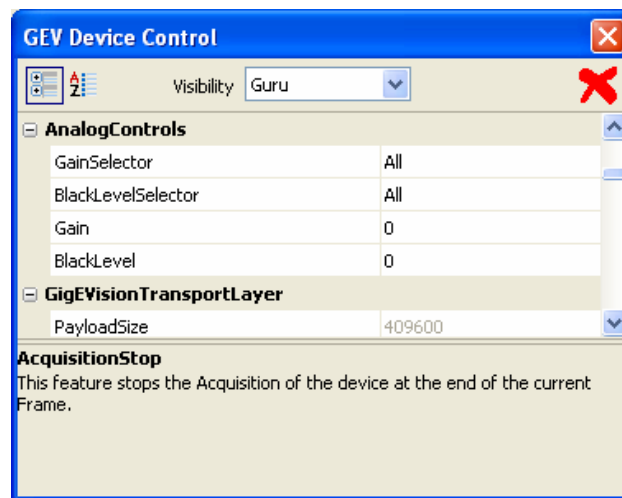 GEV Device Control
Visibility Guru
AnalogControls
GainSelector All
BlackLevelSelector All
Gain 0
BlackLevel 0
GigEVisionTransportLayer
PayloadSize 409600
AcquisitionStop
This feature stops the Acquisition of the device at the end of the current
Frame.